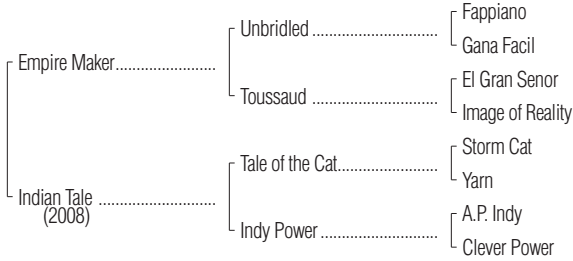 Fappiano
Unbridled ..............................
Gana Facil
Empire Maker........................
El Gran Senor
Toussaud ..............................
Image of Reality
Storm Cat
Tale of the Cat........................
Yarn
Indian Tale ............................
(2008)
A.P. Indy
Indy Power ............................
Clever Power